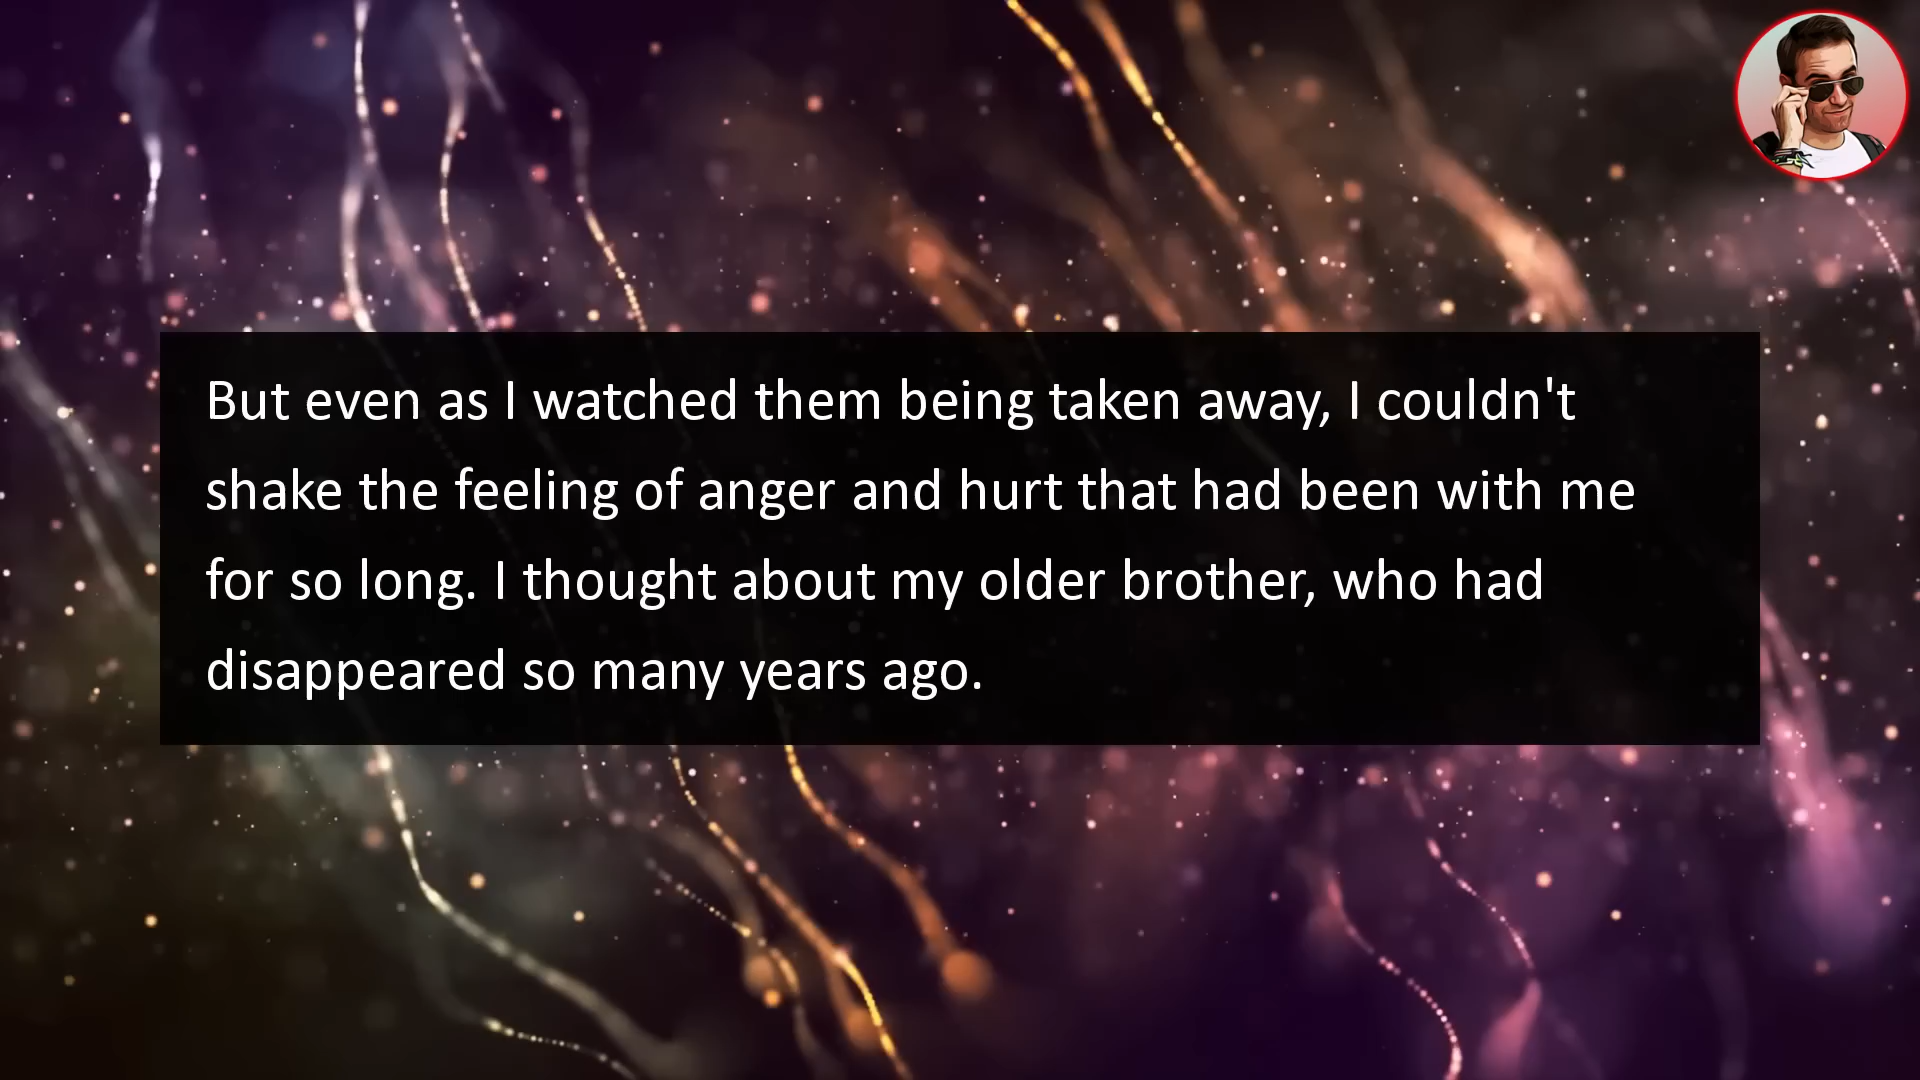 But even as I watched them being taken away, I couldn't
shake the feeling of anger and hurt that had been with me
for so long. I thought about my older brother, who had
disappeared so many years ago.